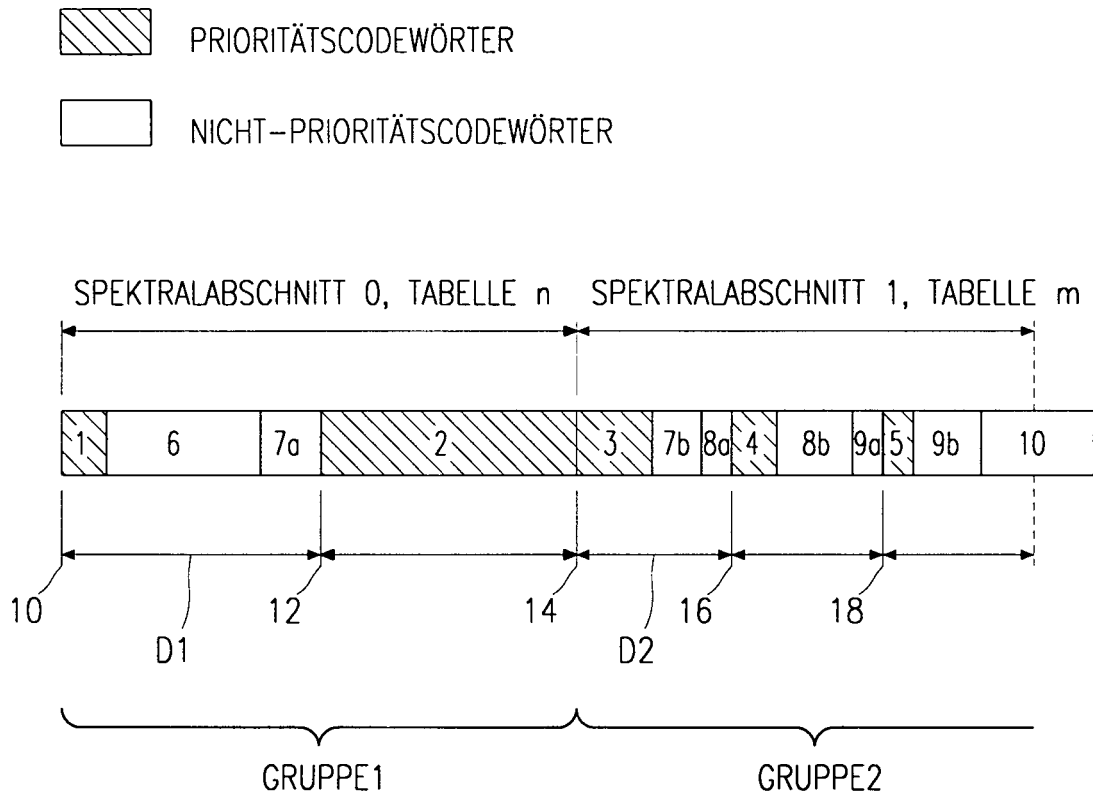 PRIORITÄTSCODEWÖRTER
NICHT-PRIORITÄTSCODEWÖRTER
SPEKTRALABSCHNITT 0, TABELLE n SPEKTRALABSCHNITT 1, TABELLE m
1 6 7a 2 3 7b 8a 4 8b 9a 5 9b 10
10 12 14 16 18
D1 D2
GRUPPE1 GRUPPE2